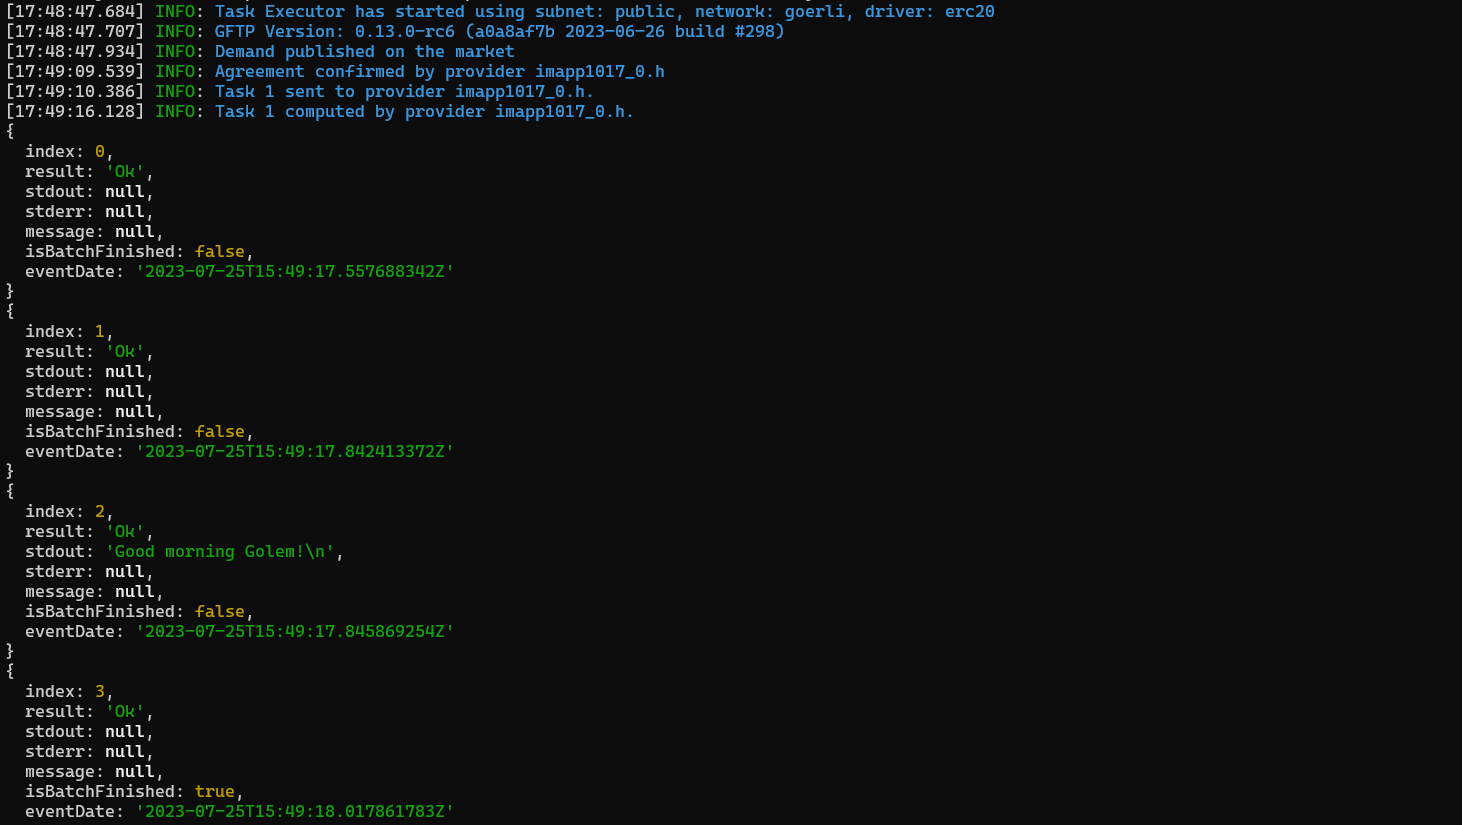 [17:48:47.684] INFO: Task Executor has started using subnet: public, network: goerli, driver: erc20
[17:48:47.707] INFO: GFTP Version: 0.13.0-rc6 (a0a8af7b 2023-06-26 build #298)
[17:48:47.934] INFO: Demand published on the market
[17:49:09.539] INFO: Agreement confirmed by provider imapp1017_0.h
[17:49:10.386] INFO: Task 1 sent to provider imapp1017_0.h.
[17:49:16.128] INFO: Task 1 computed by provider imapp1017_0.h.
{
  index: 0,
  result: 'Ok',
  stdout: null,
  stderr: null,
  message: null,
  isBatchFinished: false,
  eventDate: '2023-07-25T15:49:17.557688342Z'
}
{
  index: 1,
  result: 'Ok',
  stdout: null,
  stderr: null,
  message: null,
  isBatchFinished: false,
  eventDate: '2023-07-25T15:49:17.842413372Z'
}
{
  index: 2,
  result: 'Ok',
  stdout: 'Good morning Golem!\n',
  stderr: null,
  message: null,
  isBatchFinished: false,
  eventDate: '2023-07-25T15:49:17.845869254Z'
}
{
  index: 3,
  result: 'Ok',
  stdout: null,
  stderr: null,
  message: null,
  isBatchFinished: true,
  eventDate: '2023-07-25T15:49:18.017861783Z'